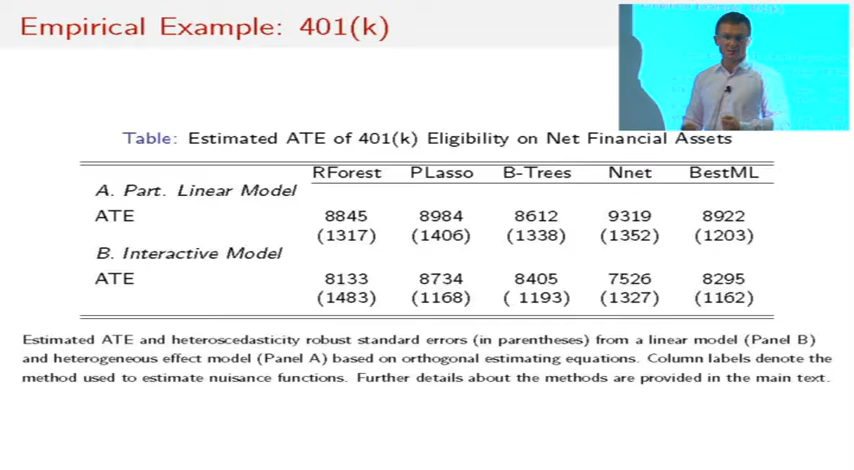 Empirical Example: 401(k)
Table: Estimated ATE of 401(k) Eligibility on Net Financial Assets
RForest PLasso B-Trees Nnet BestML
A. Part. Linear Model
ATE 8845 8984 8612 9319 8922
(1317) (1406) (1338) (1352) (1203)
B. Interactive Model
ATE 8133 8734 8405 7526 8295
(1483) (1168) ( 1193) (1327) (1162)
Estimated ATE and heteroscedasticity robust standard errors (in parentheses) from a linear model (Panel B)
and heterogeneous effect model (Panel A) based on orthogonal estimating equations. Column labels denote the
method used to estimate nuisance functions. Further details about the methods are provided in the main text.